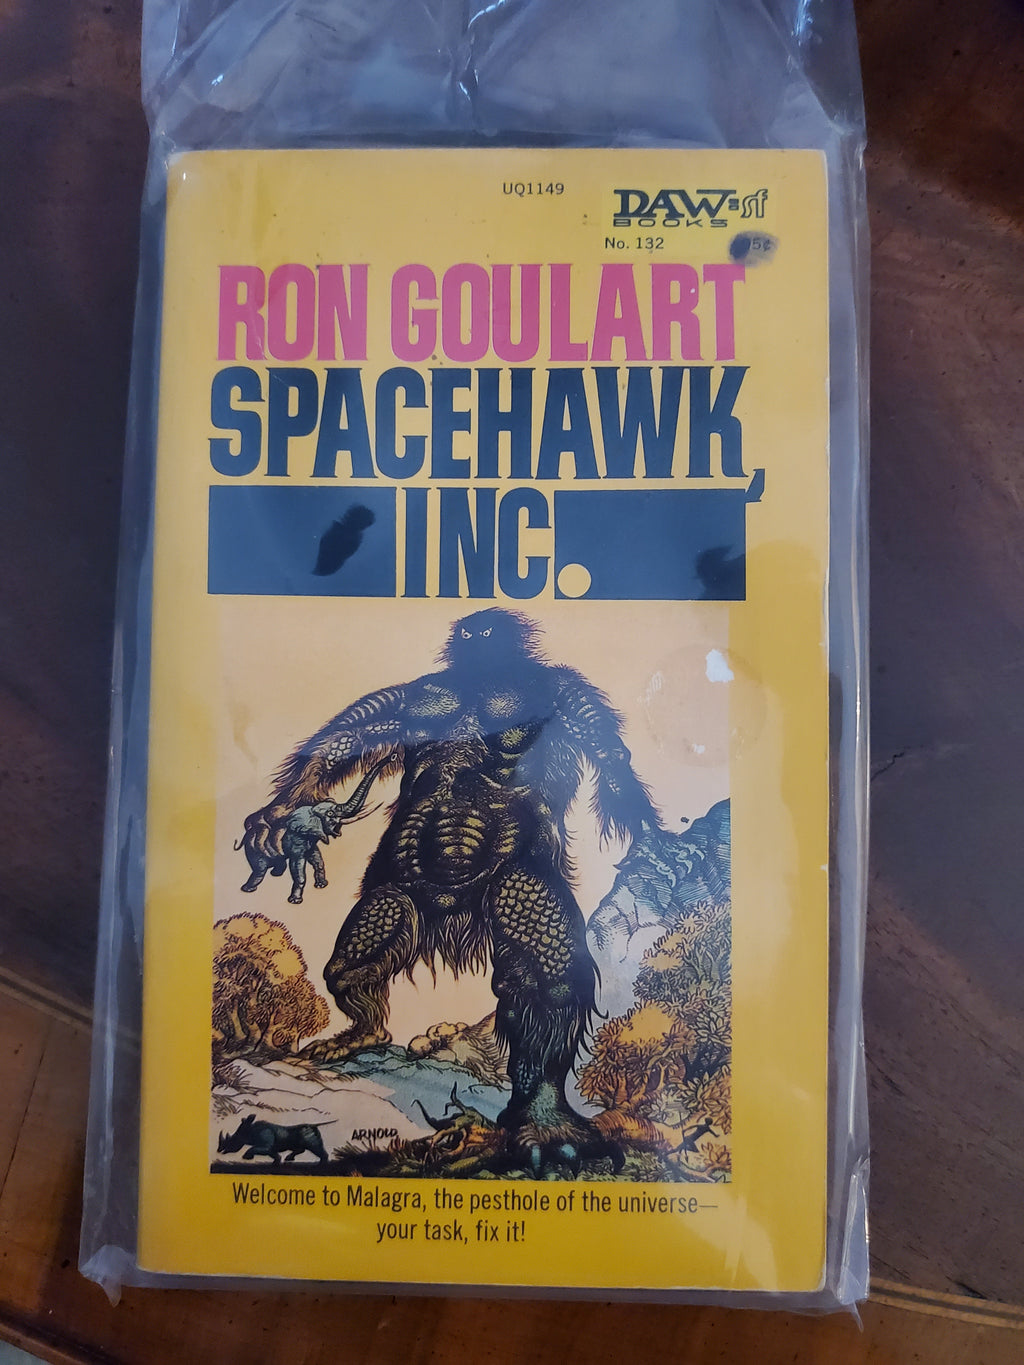 UQ1149
DAW=sf
BOOKS
No. 132
5¢
RON GOULART
SPACEHAWK,
INC.
ARNOLD
Welcome to Malagra, the pesthole of the universe—
your task, fix it!